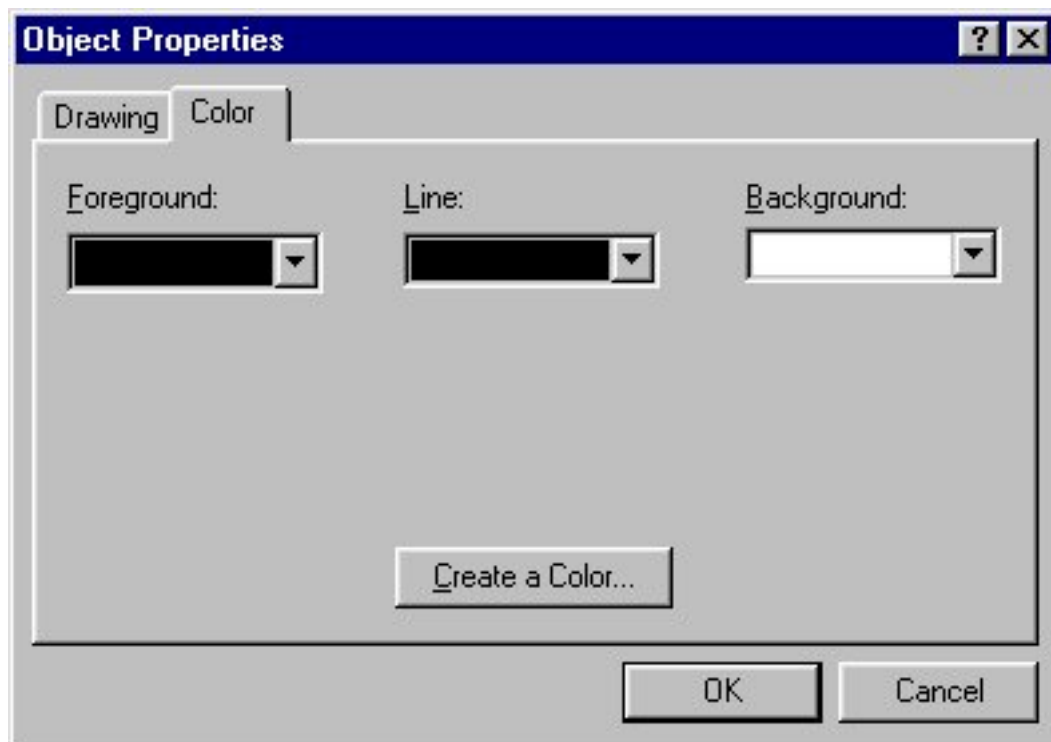 Object Properties
Drawing Color
Foreground: Line: Background:
Create a Color...
OK Cancel